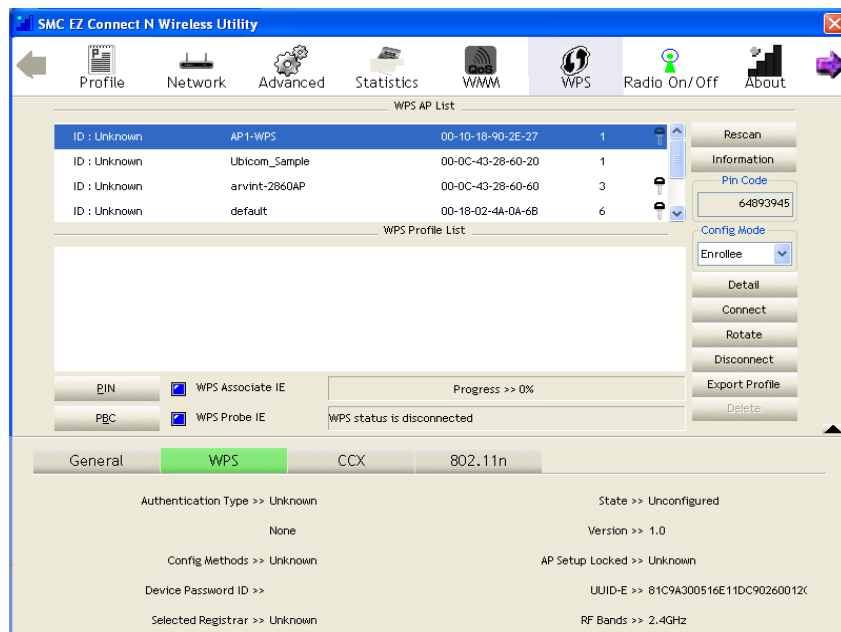 SMC EZ Connect N Wireless Utility
Profile Network Advanced Statistics QoS WMM WPS Radio On/Off About
WPS AP List
ID : Unknown AP1-WPS 00-10-18-90-2E-27 1
ID : Unknown Ubicom_Sample 00-0C-43-28-60-20 1
ID : Unknown arvint-2860AP 00-0C-43-28-60-60 3
ID : Unknown default 00-18-02-4A-0A-6B 6
Rescan
Information
Pin Code
64893945
WPS Profile List
Config Mode
Enrollee
Detail
Connect
Rotate
Disconnect
Export Profile
Delete
PIN WPS Associate IE Progress >> 0%
PBC WPS Probe IE WPS status is disconnected
General WPS CCX 802.11n
Authentication Type >> Unknown State >> Unconfigured
None Version >> 1.0
Config Methods >> Unknown AP Setup Locked >> Unknown
Device Password ID >> UUID-E >> 81C9A300516E11DC90260012(
Selected Registrar >> Unknown RF Bands >> 2.4GHz